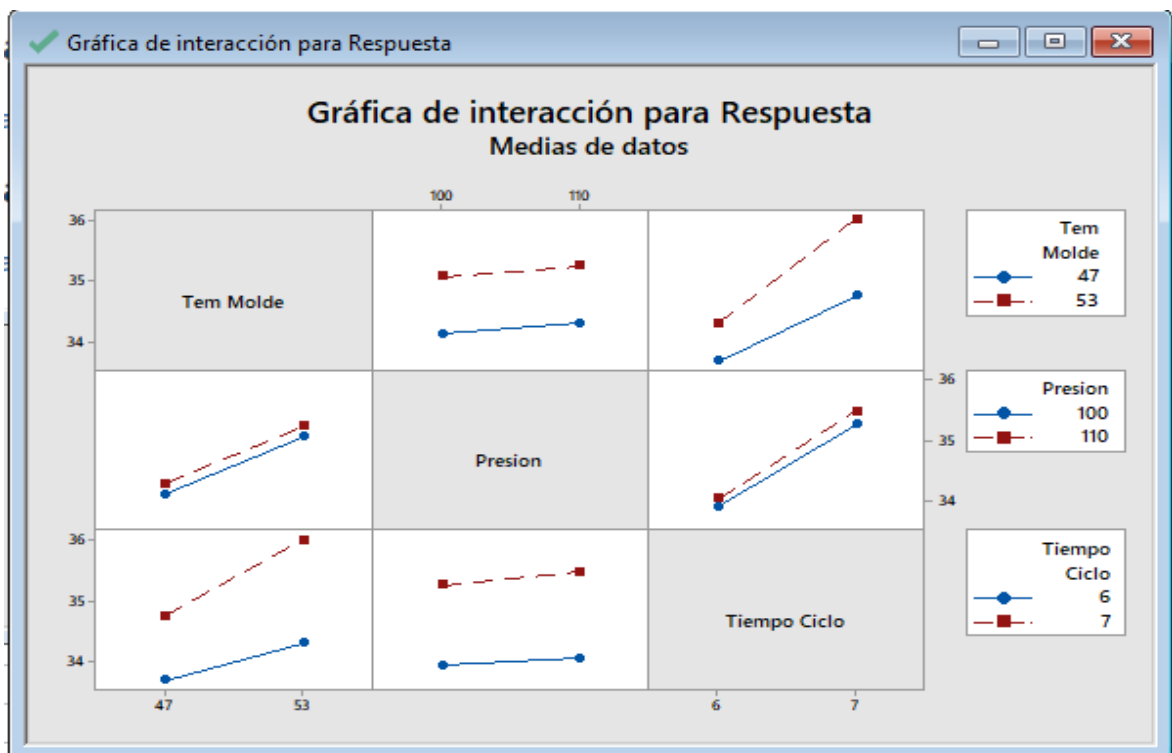 Gráfica de interacción para Respuesta
Gráfica de interacción para Respuesta
Medias de datos
100 110
36
35
34
Tem Molde
Tem
Molde
47
53
Presion
36
35
34
Presion
100
110
36
35
34
Tiempo Ciclo
Tiempo
Ciclo
6
7
47 53
6 7